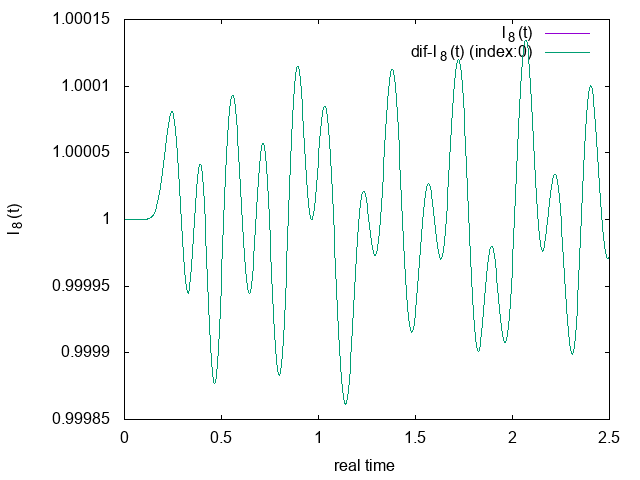 1.00015
1.0001
1.00005
1
0.99995
0.9999
0.99985
0 0.5 1 1.5 2 2.5
real time
I8(t)
I8(t)
dif-I8(t) (index:0)